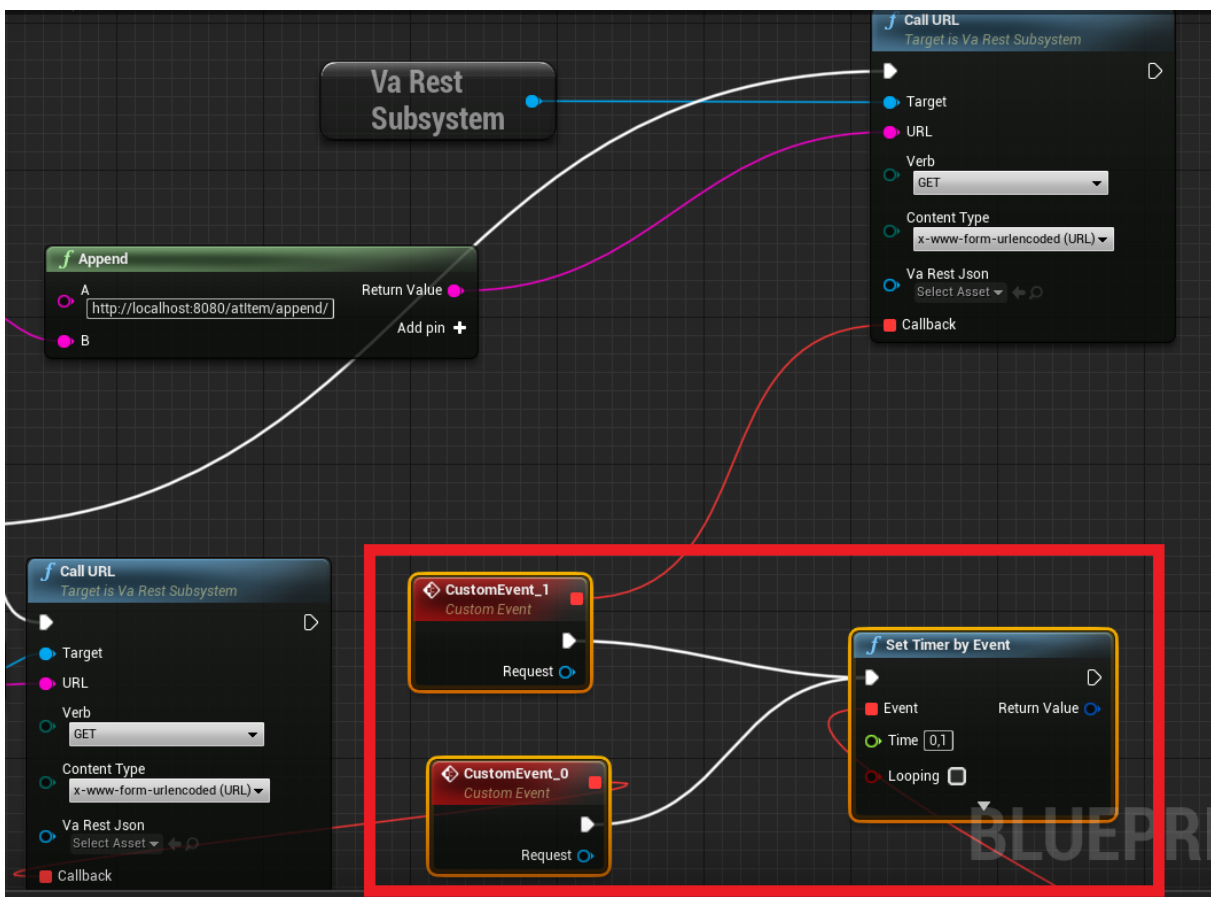 Call URL
Target is Va Rest Subsystem
Target
URL
Verb
GET
Content Type
x-www-form-urlencoded (URL)
Va Rest Json
Select Asset
Callback
Va Rest
Subsystem
f Append
A
Return Value
http://localhost:8080/atItem/append/
Add pin +
B
f Call URL
Target is Va Rest Subsystem
Target
URL
Verb
GET
Content Type
x-www-form-urlencoded (URL)
Va Rest Json
Select Asset
Callback
CustomEvent_1
Custom Event
Request
CustomEvent_0
Custom Event
Request
f Set Timer by Event
Event
Return Value
Time 0,1
Looping
BLUEPRI